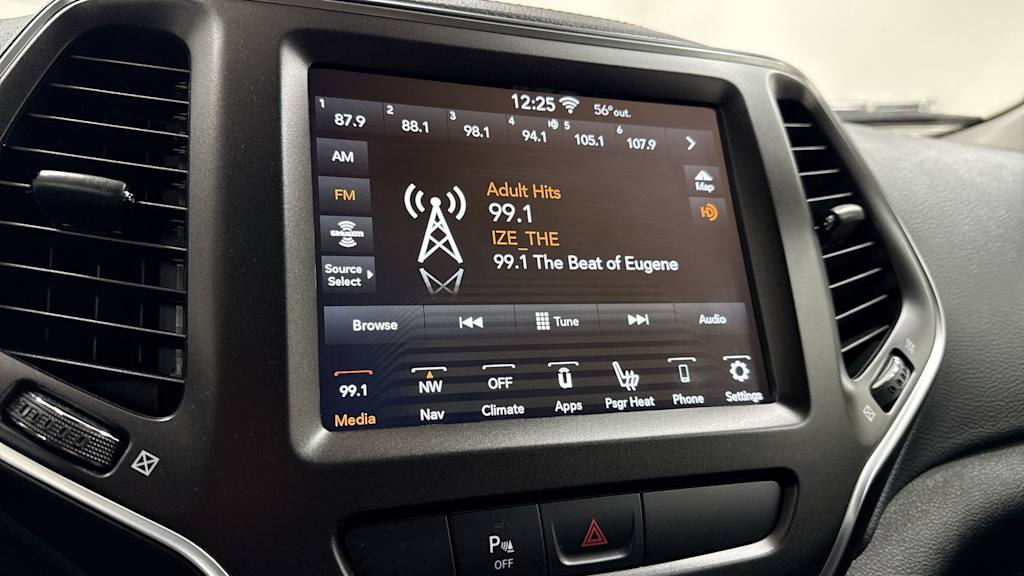 12:25 56° out.
1 87.9 2 88.1 3 98.1 4 94.1 HD 5 105.1 6 107.9
AM
FM
SiriusXM
Source
Select
Map
HD
Adult Hits
99.1
IZE_THE
99.1 The Beat of Eugene
Browse Tune Audio
99.1 NW OFF
Media Nav Climate Apps Psgr Heat Phone Settings
P
OFF